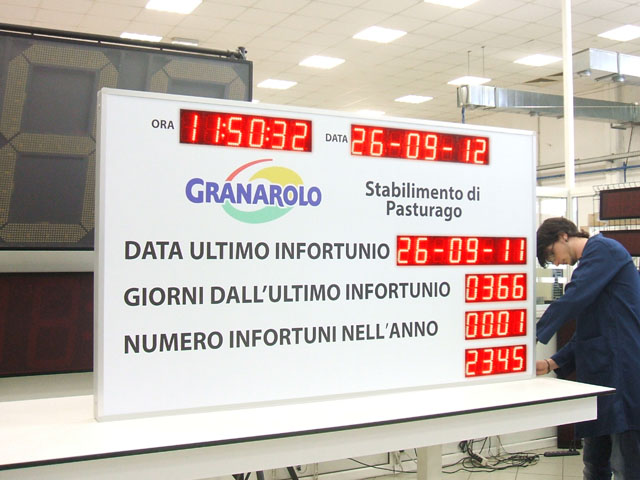 ORA 11:50:32 DATA 26-09-12
GRANAROLO
Stabilimento di
Pasturago
DATA ULTIMO INFORTUNIO 26-09-11
GIORNI DALL'ULTIMO INFORTUNIO 0366
NUMERO INFORTUNI NELL'ANNO 0001
2345